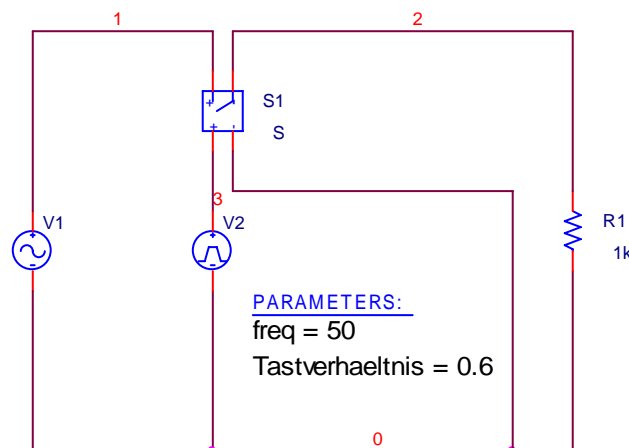 1
2
S1
S
3
V1
V2
R1
1k
PARAMETERS:
freq = 50
Tastverhaeltnis = 0.6
0